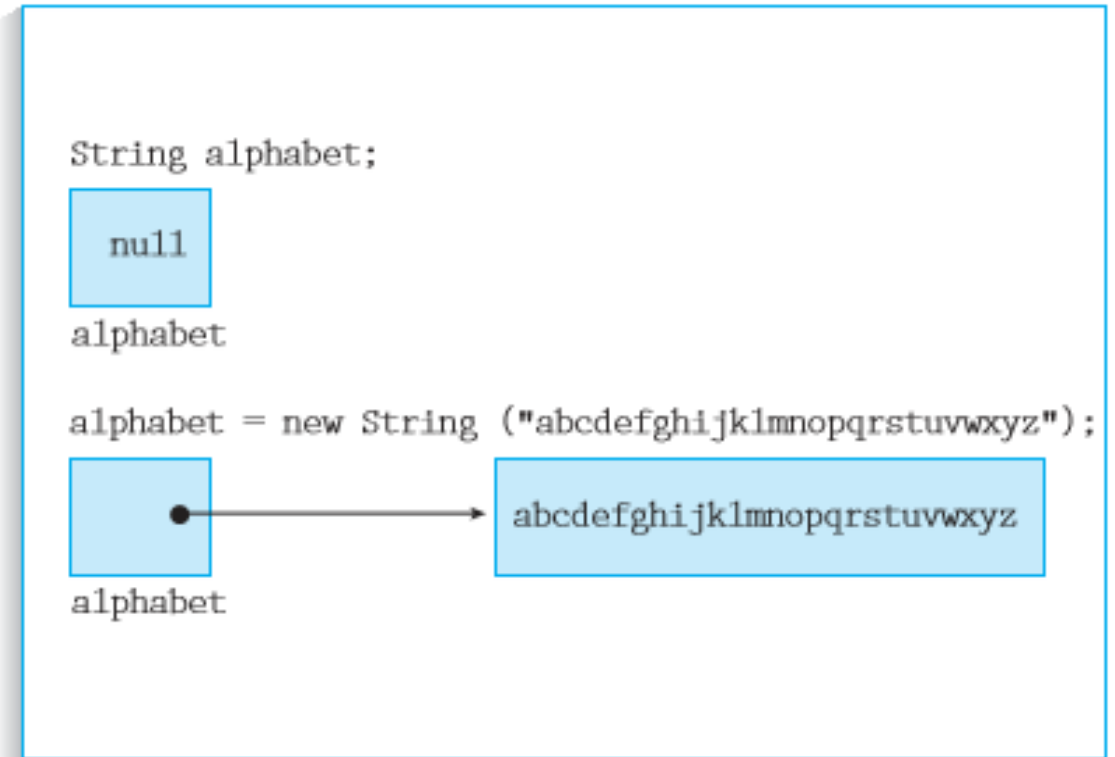 String alphabet;
null
alphabet
alphabet = new String ("abcdefghijklmnopqrstuvwxyz");
abcdefghijklmnopqrstuvwxyz
alphabet